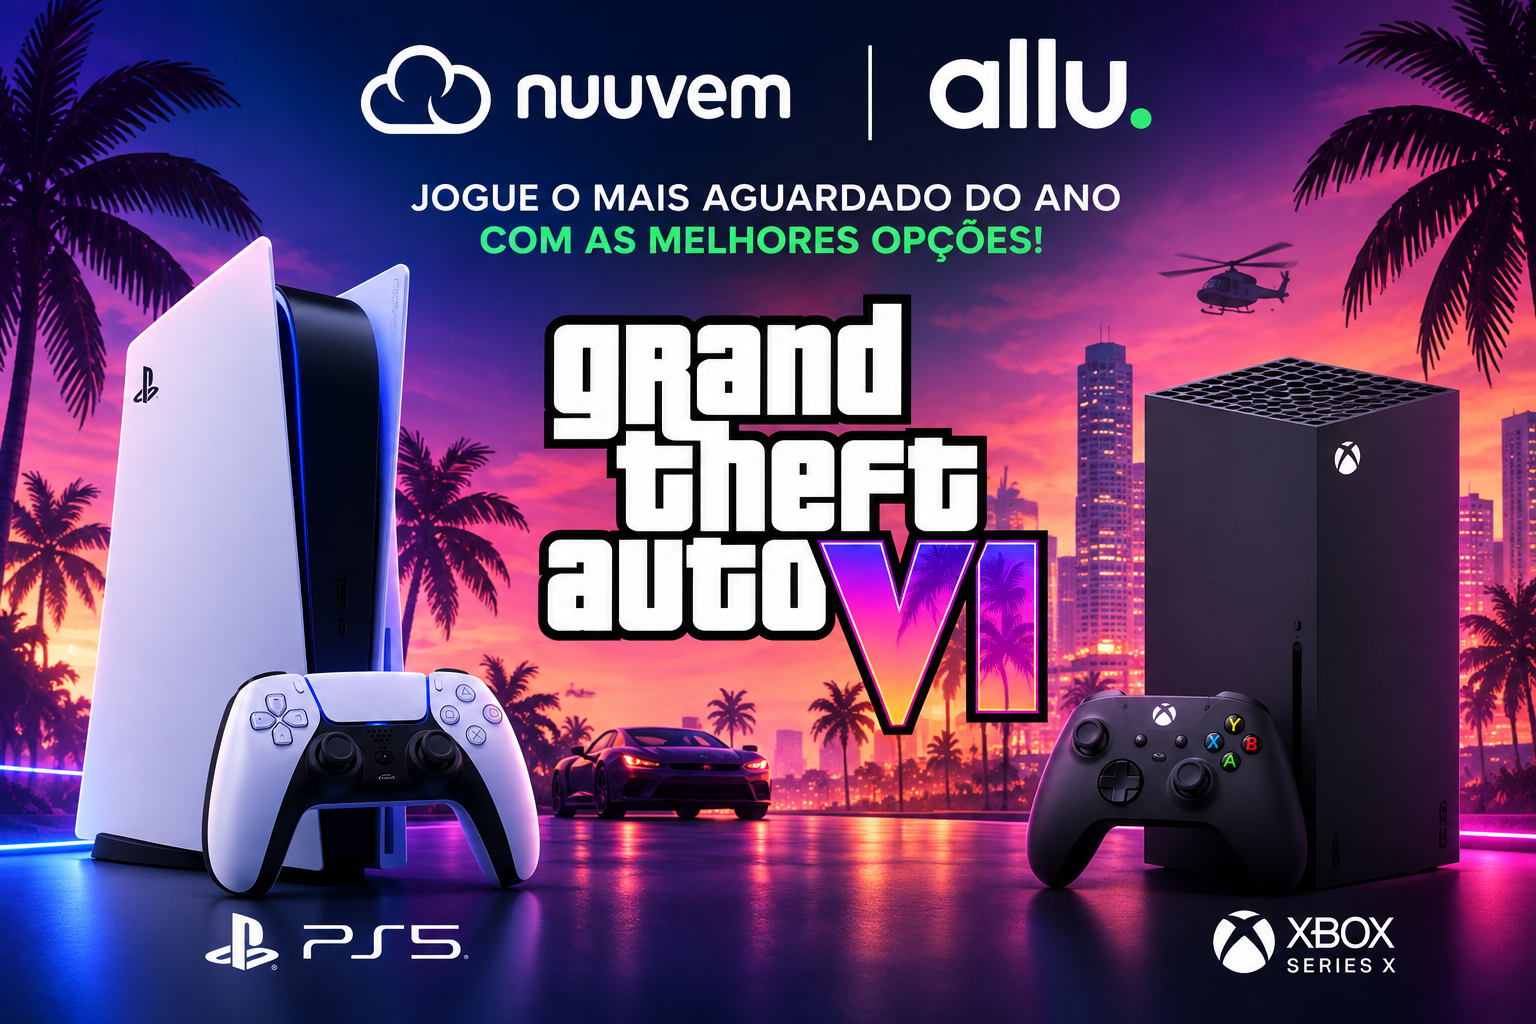 nuuvem
allu.
JOGUE O MAIS AGUARDADO DO ANO
COM AS MELHORES OPÇÕES!
grand
theft
auto VI
Y
X B
A
PS5
XBOX
SERIES X